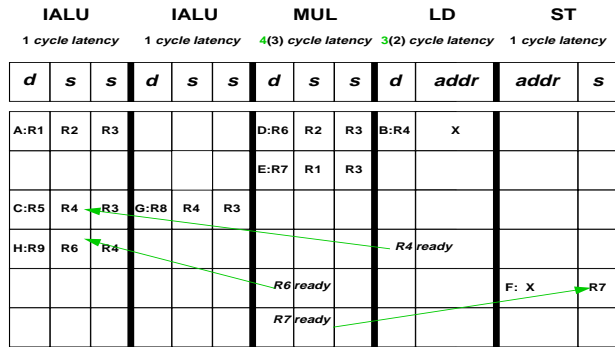 IALU IALU MUL LD ST
1 cycle latency 1 cycle latency 4(3) cycle latency 3(2) cycle latency 1 cycle latency
d s s d s s d s s d addr addr s
A:R1 R2 R3 D:R6 R2 R3 B:R4 X
E:R7 R1 R3
C:R5 R4 R3 G:R8 R4 R3
H:R9 R6 R4 R4 ready
R6 ready F: X R7
R7 ready